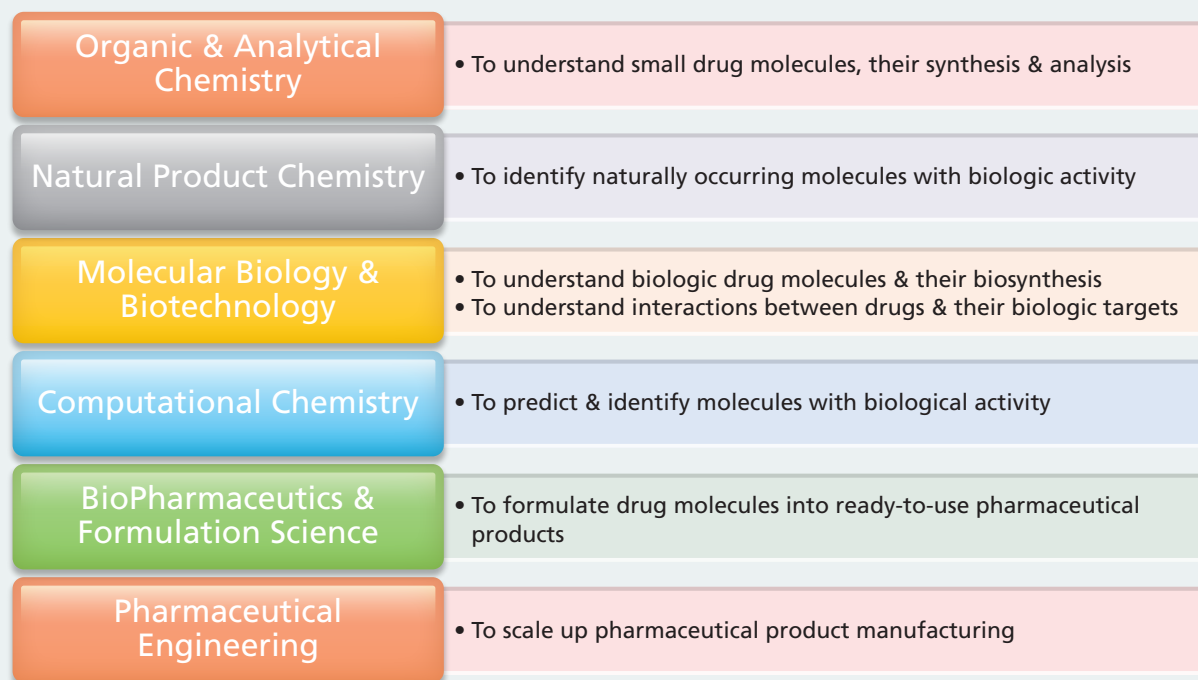 Organic & Analytical
Chemistry
• To understand small drug molecules, their synthesis & analysis
Natural Product Chemistry
• To identify naturally occurring molecules with biologic activity
Molecular Biology &
Biotechnology
• To understand biologic drug molecules & their biosynthesis
• To understand interactions between drugs & their biologic targets
Computational Chemistry
• To predict & identify molecules with biological activity
BioPharmaceutics &
Formulation Science
• To formulate drug molecules into ready-to-use pharmaceutical
products
Pharmaceutical
Engineering
• To scale up pharmaceutical product manufacturing